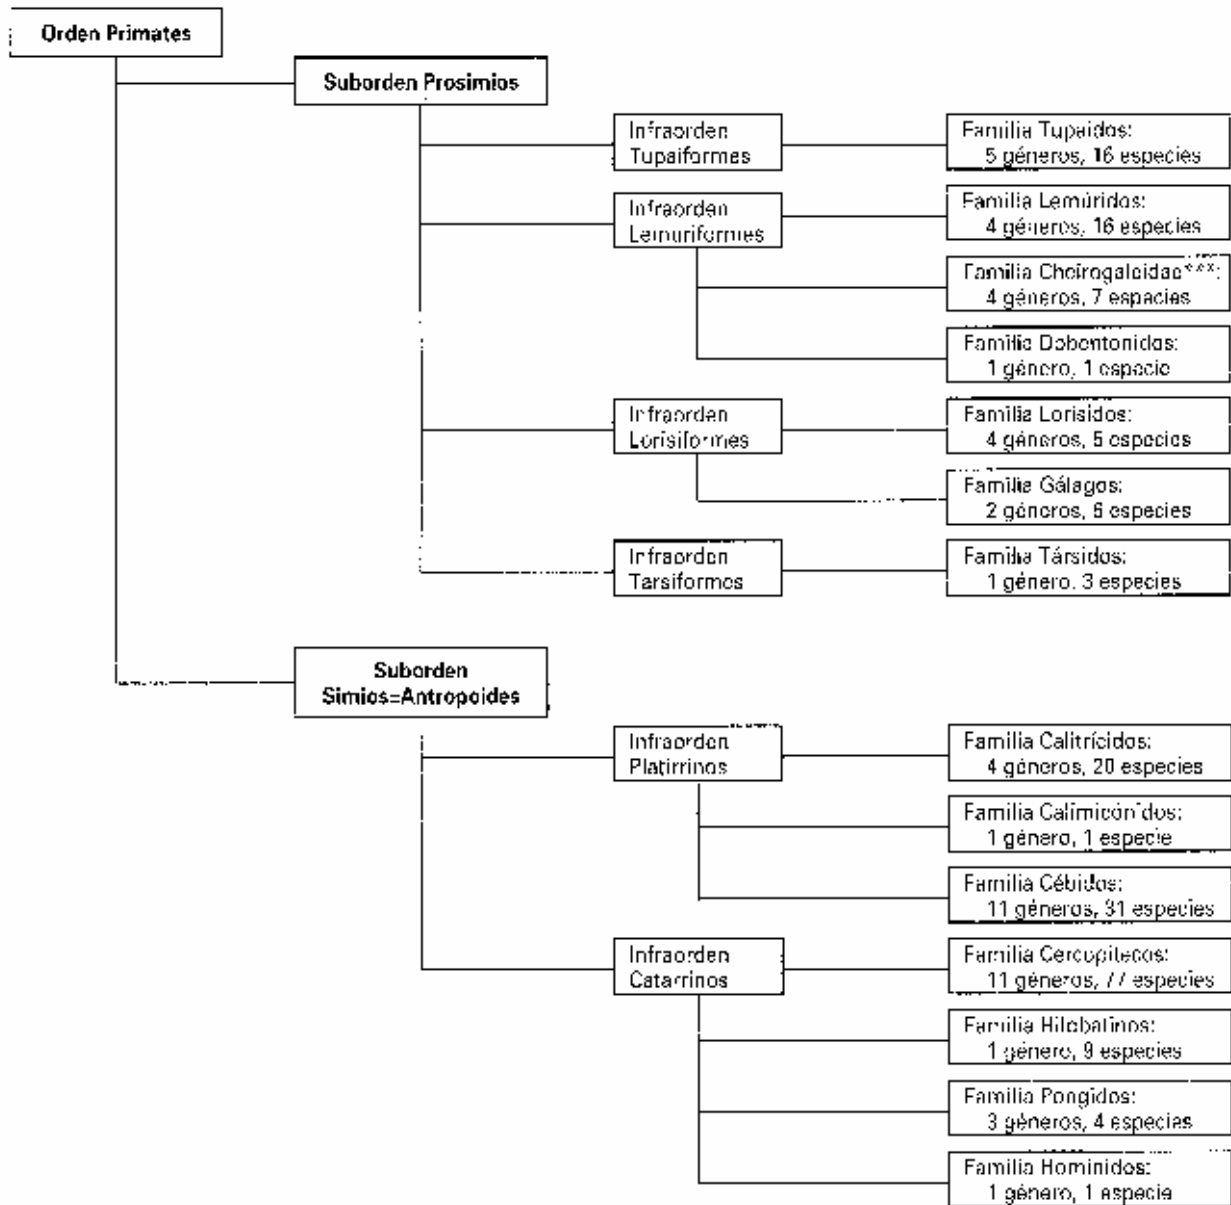 Orden Primates
Suborden Prosimios
Infraorden
Tupaiformes
Familia Tupaidos:
5 géneros, 16 especies
Infraorden
Lemuriformes
Familia Lemúridos:
4 géneros, 16 especies
Familia Cheirogaleidae***:
4 géneros, 7 especies
Familia Dobentonidos:
1 género, 1 especie
Infraorden
Lorisiformes
Familia Lorisidos:
4 géneros, 5 especies
Familia Gálagos:
2 géneros, 6 especies
Infraorden
Tarsiformes
Familia Társidos:
1 género, 3 especies
Suborden
Simios=Antropoides
Infraorden
Platirrinos
Familia Calitrícidos:
4 géneros, 20 especies
Familia Calimicónidos:
1 género, 1 especie
Familia Cébidos:
11 géneros, 31 especies
Infraorden
Catarrinos
Familia Cercopitecos:
11 géneros, 77 especies
Familia Hilobatinos:
1 género, 9 especies
Familia Pongidos:
3 géneros, 4 especies
Familia Hominidos:
1 género, 1 especie